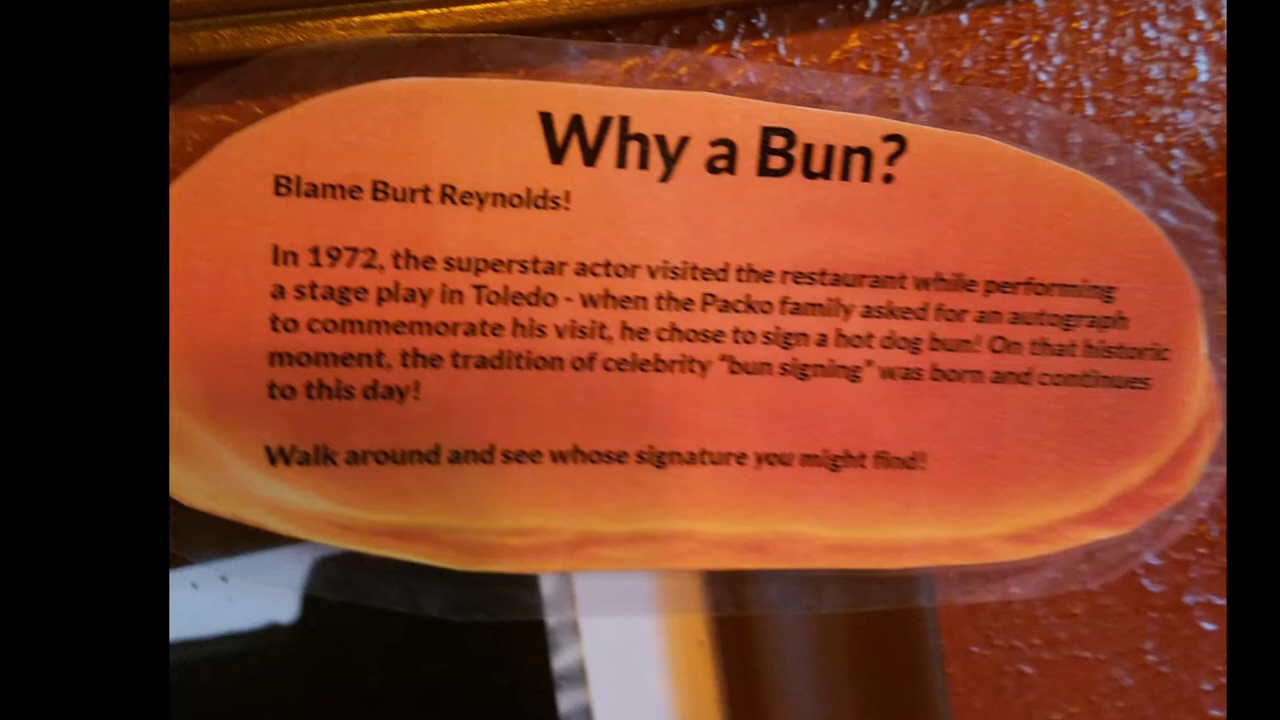 Why a Bun?
Blame Burt Reynolds!
In 1972, the superstar actor visited the restaurant while performing
a stage play in Toledo - when the Packo family asked for an autograph
to commemorate his visit, he chose to sign a hot dog bun! On that historic
moment, the tradition of celebrity "bun signing" was born and continues
to this day!
Walk around and see whose signature you might find!